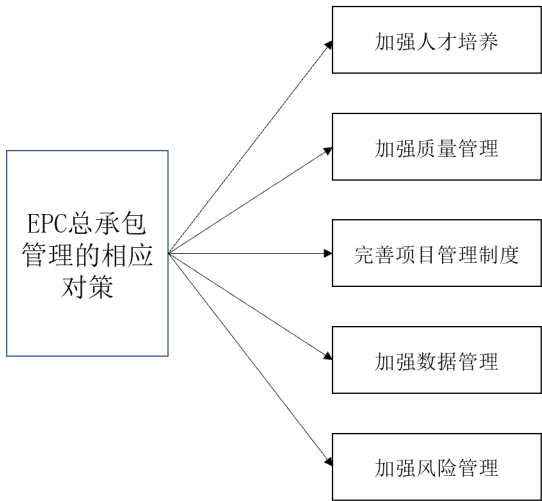 EPC总承包
管理的相应
对策
加强人才培养
加强质量管理
完善项目管理制度
加强数据管理
加强风险管理